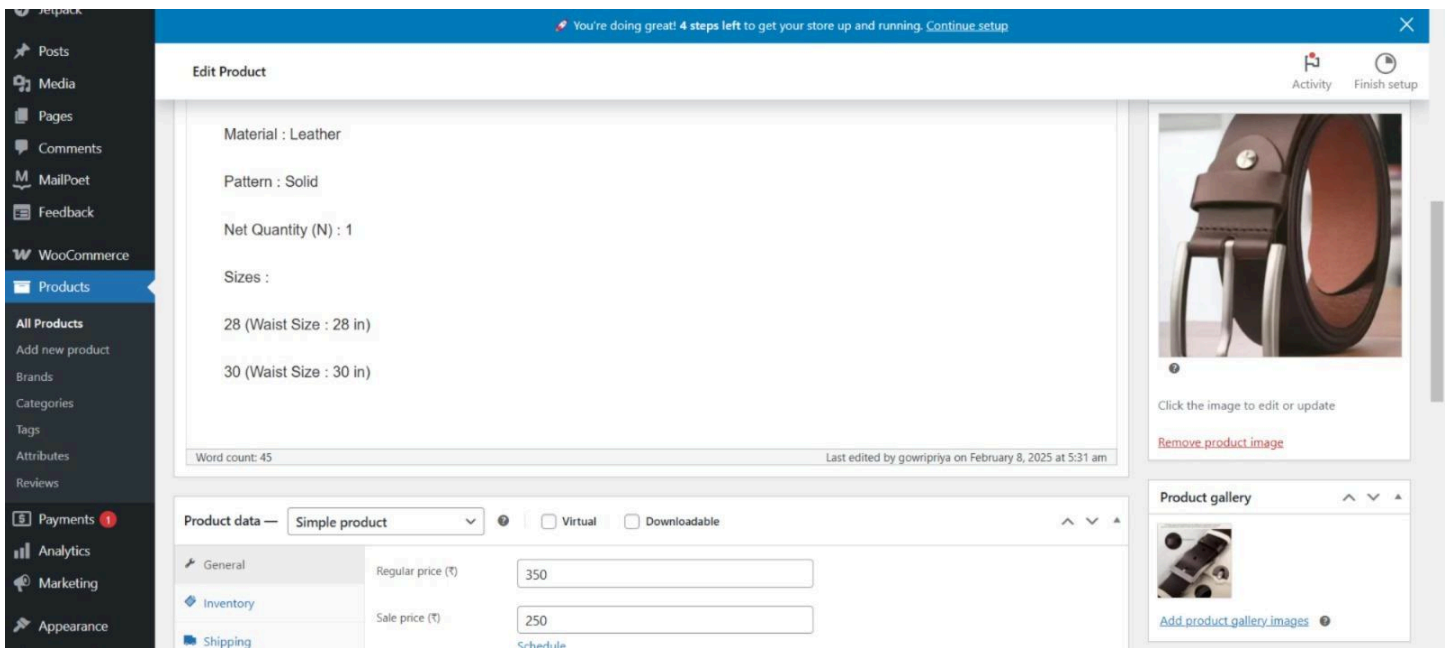 Jetpack
Posts
Media
Pages
Comments
MailPoet
Feedback
WooCommerce
Products
All Products
Add new product
Brands
Categories
Tags
Attributes
Reviews
Payments 1
Analytics
Marketing
Appearance
🚀 You're doing great! 4 steps left to get your store up and running. Continue setup
Edit Product
Activity
Finish setup
Material : Leather
Pattern : Solid
Net Quantity (N) : 1
Sizes :
28 (Waist Size : 28 in)
30 (Waist Size : 30 in)
Word count: 45
Last edited by gowripriya on February 8, 2025 at 5:31 am
Product data — Simple product
Virtual
Downloadable
General
Inventory
Shipping
Regular price (₹)
350
Sale price (₹)
250
Schedule
Click the image to edit or update
Remove product image
Product gallery
Add product gallery images